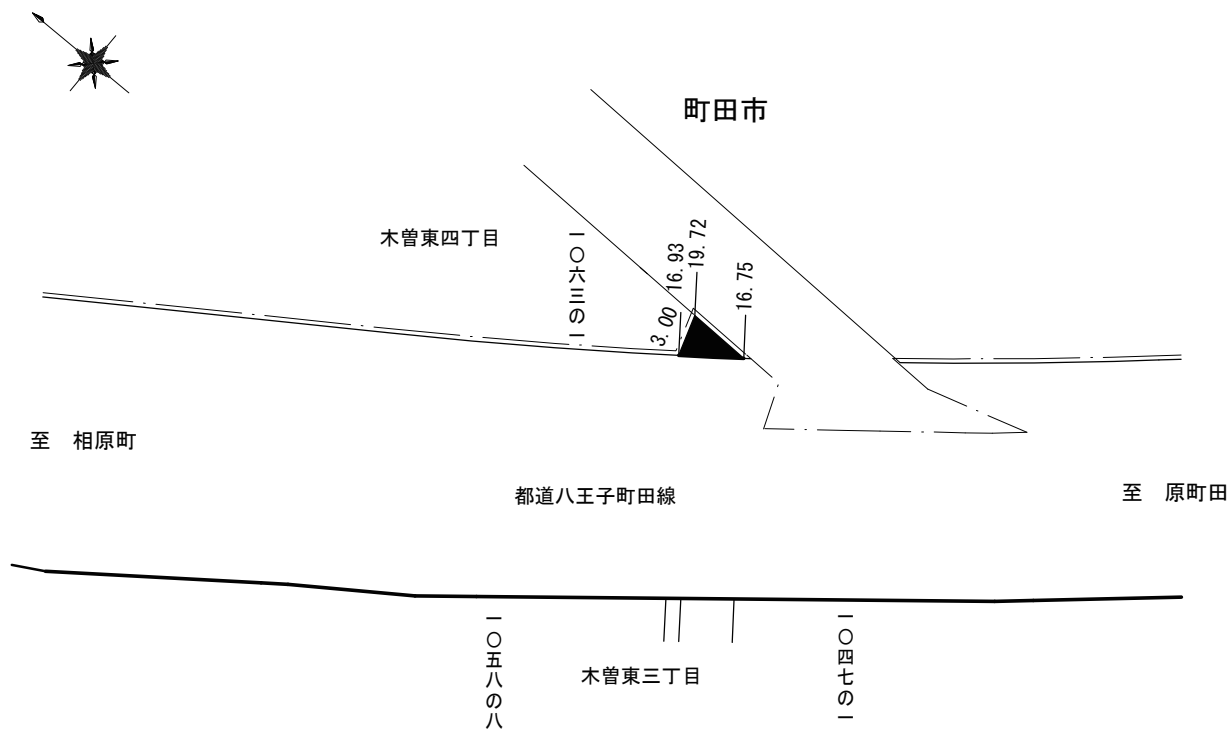 町田市
木曽東四丁目
一〇六三の一
3.00
16.93
19.72
16.75
至　相原町
都道八王子町田線
至　原町田
一〇五八の八
木曽東三丁目
一〇四七の一